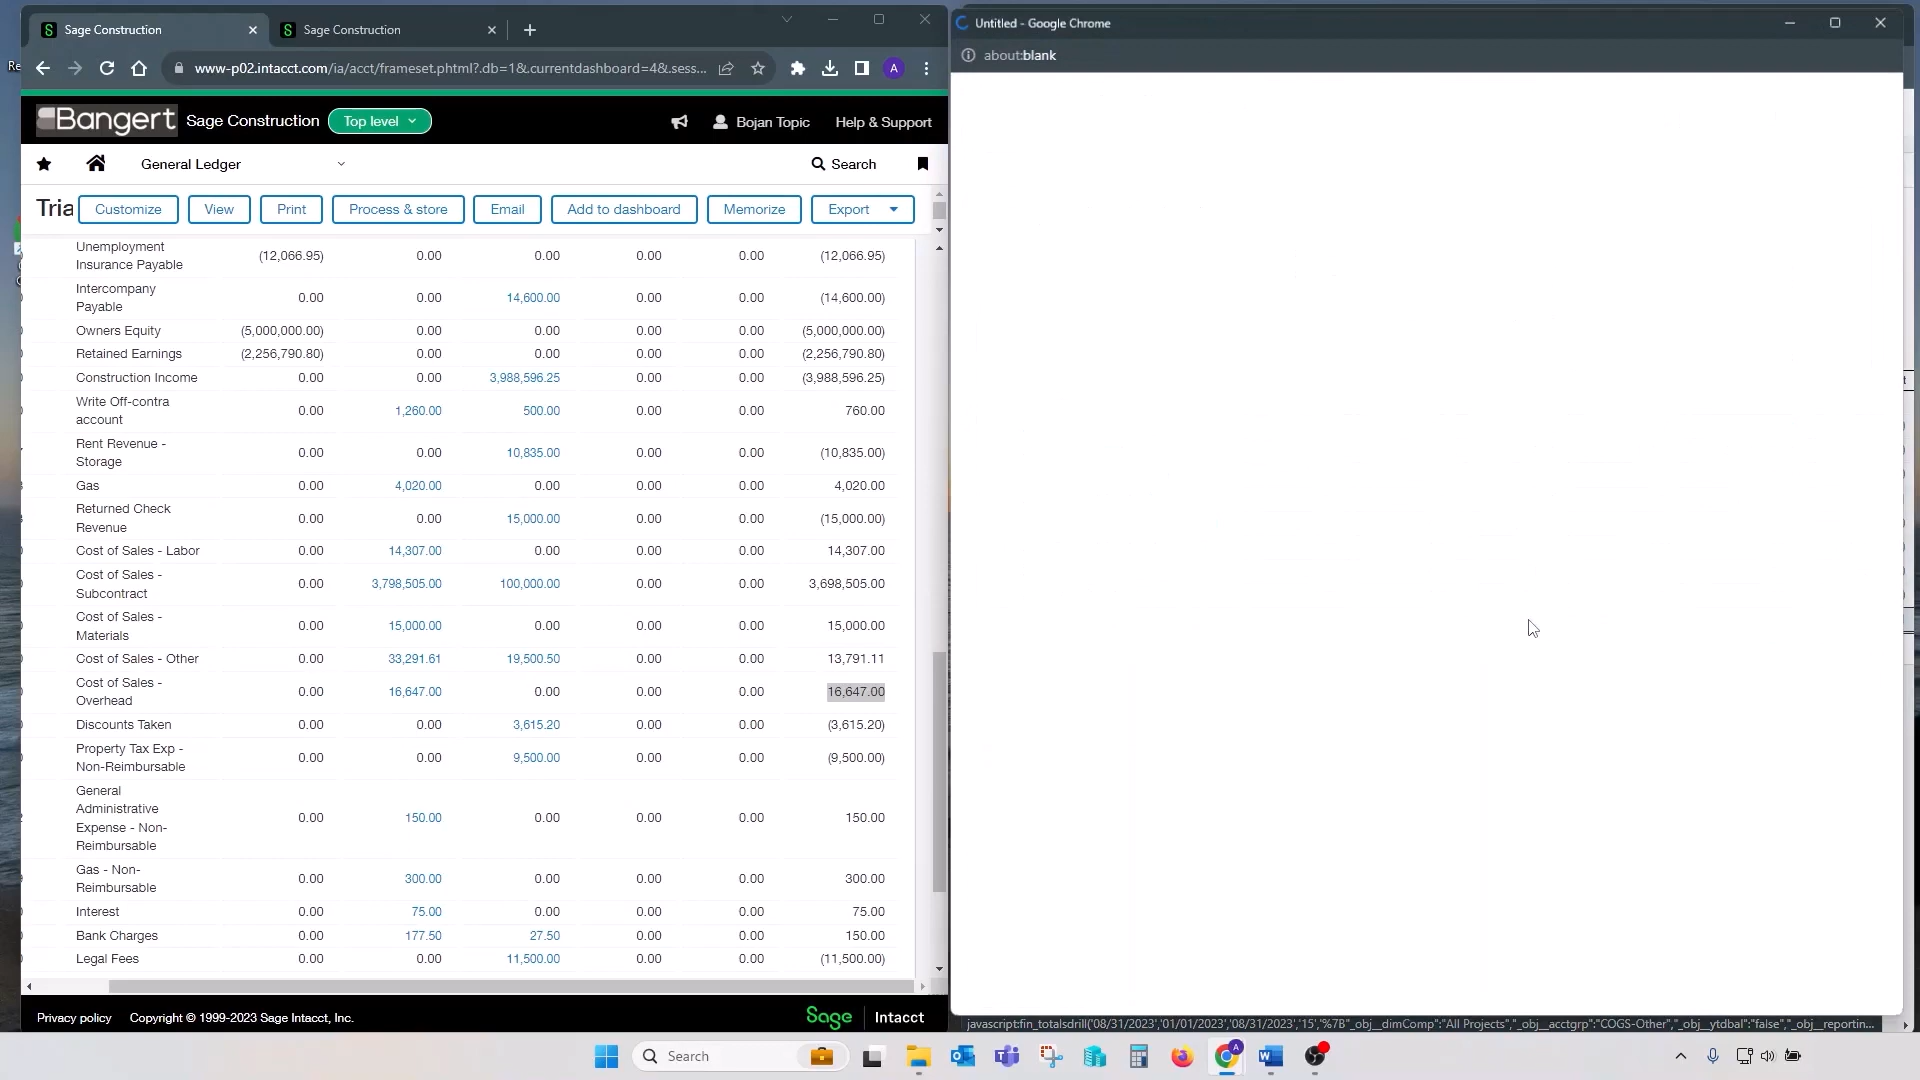 Sage Construction
Sage Construction
www-p02.intacct.com/ia/acct/frameset.phtml?.db=1&.currentdashboard=4&.sess...
A
Re
Bangert Sage Construction Top level
Bojan Topic Help & Support
General Ledger
Search
Tria Customize View Print Process & store Email Add to dashboard Memorize Export
Unemployment
Insurance Payable (12,066.95) 0.00 0.00 0.00 0.00 (12,066.95)
Intercompany
Payable 0.00 0.00 14,600.00 0.00 0.00 (14,600.00)
Owners Equity (5,000,000.00) 0.00 0.00 0.00 0.00 (5,000,000.00)
Retained Earnings (2,256,790.80) 0.00 0.00 0.00 0.00 (2,256,790.80)
Construction Income 0.00 0.00 3,988,596.25 0.00 0.00 (3,988,596.25)
Write Off-contra
account 0.00 1,260.00 500.00 0.00 0.00 760.00
Rent Revenue -
Storage 0.00 0.00 10,835.00 0.00 0.00 (10,835.00)
Gas 0.00 4,020.00 0.00 0.00 0.00 4,020.00
Returned Check
Revenue 0.00 0.00 15,000.00 0.00 0.00 (15,000.00)
Cost of Sales - Labor 0.00 14,307.00 0.00 0.00 0.00 14,307.00
Cost of Sales -
Subcontract 0.00 3,798,505.00 100,000.00 0.00 0.00 3,698,505.00
Cost of Sales -
Materials 0.00 15,000.00 0.00 0.00 0.00 15,000.00
Cost of Sales - Other 0.00 33,291.61 19,500.50 0.00 0.00 13,791.11
Cost of Sales -
Overhead 0.00 16,647.00 0.00 0.00 0.00 16,647.00
Discounts Taken 0.00 0.00 3,615.20 0.00 0.00 (3,615.20)
Property Tax Exp -
Non-Reimbursable 0.00 0.00 9,500.00 0.00 0.00 (9,500.00)
General
Administrative
Expense - Non-
Reimbursable 0.00 150.00 0.00 0.00 0.00 150.00
Gas - Non-
Reimbursable 0.00 300.00 0.00 0.00 0.00 300.00
Interest 0.00 75.00 0.00 0.00 0.00 75.00
Bank Charges 0.00 177.50 27.50 0.00 0.00 150.00
Legal Fees 0.00 0.00 11,500.00 0.00 0.00 (11,500.00)
Privacy policy Copyright © 1999-2023 Sage Intacct, Inc.
Sage Intacct
Untitled - Google Chrome
about:blank
javascript:fin_totalsdrill('08/31/2023','01/01/2023','08/31/2023','15','%7B"_obj__dimComp":"All Projects","_obj__acctgrp":"COGS-Other","_obj__ytdbal":"false","_obj__reportin...
Search
A